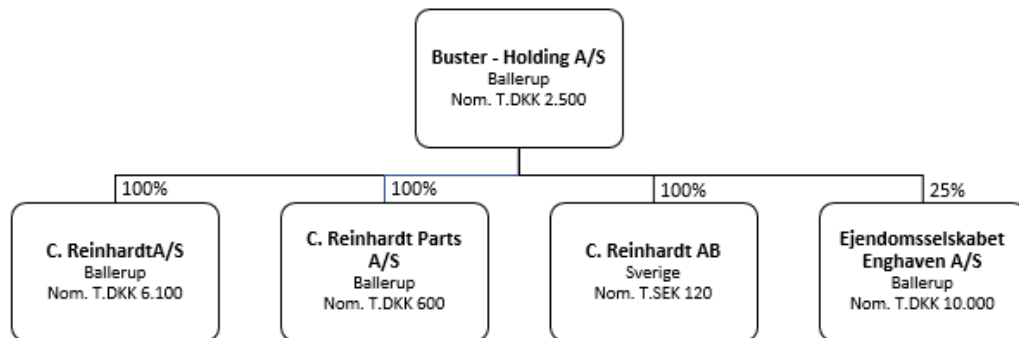 Buster - Holding A/S
Ballerup
Nom. T.DKK 2.500
100%
100%
100%
25%
C. ReinhardtA/S
Ballerup
Nom. T.DKK 6.100
C. Reinhardt Parts
A/S
Ballerup
Nom. T.DKK 600
C. Reinhardt AB
Sverige
Nom. T.SEK 120
Ejendomsselskabet
Enghaven A/S
Ballerup
Nom. T.DKK 10.000